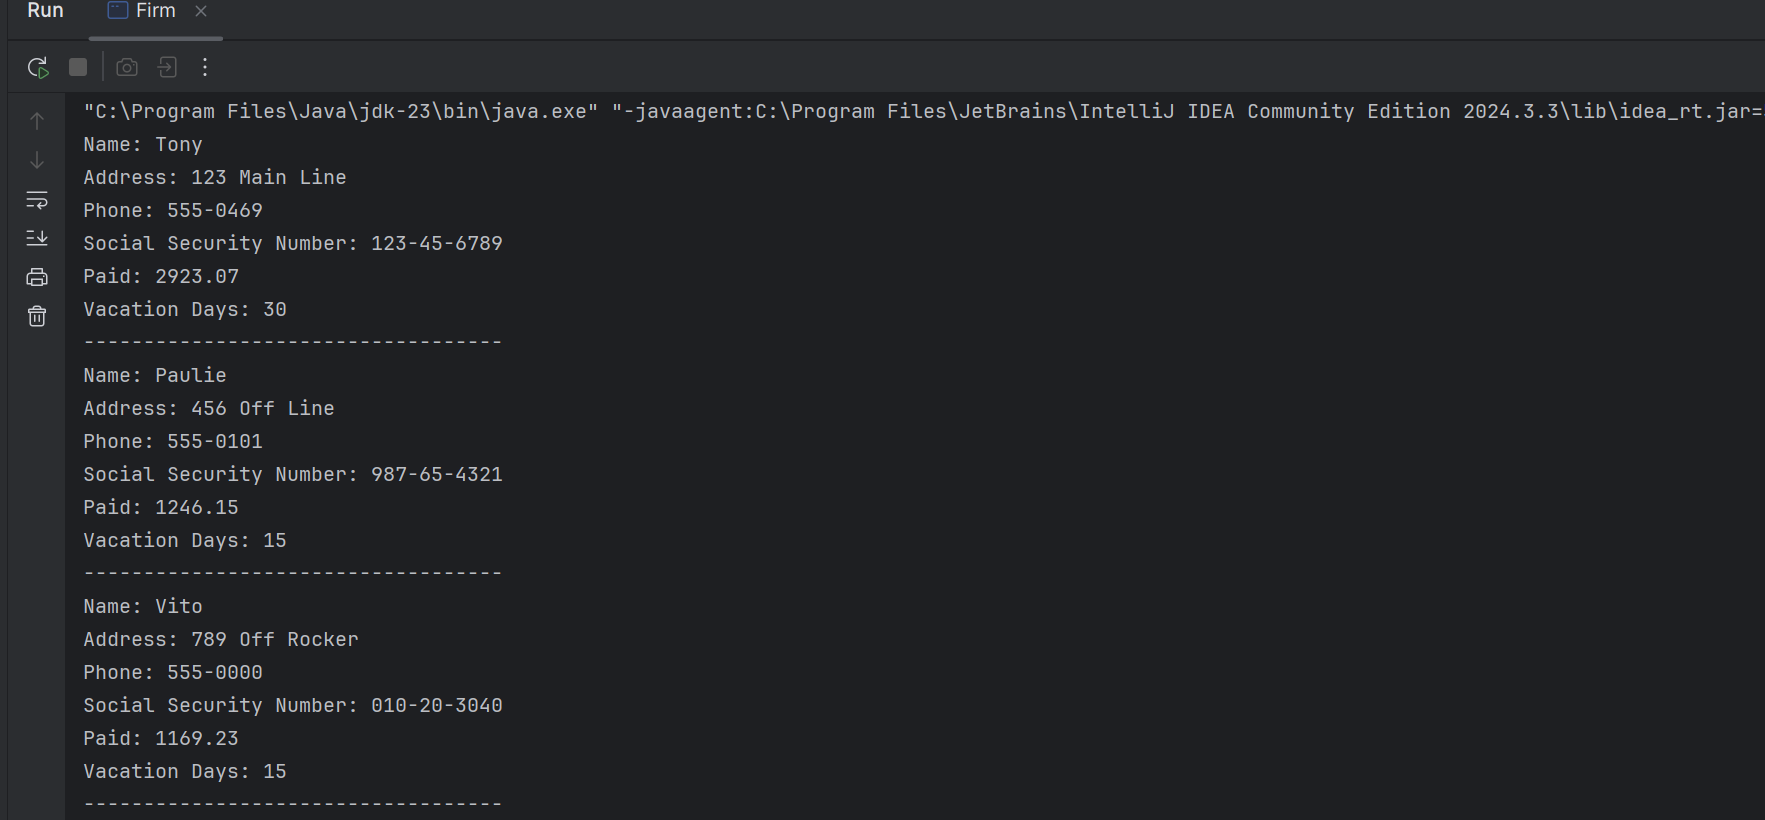 Run Firm
"C:\Program Files\Java\jdk-23\bin\java.exe" "-javaagent:C:\Program Files\JetBrains\IntelliJ IDEA Community Edition 2024.3.3\lib\idea_rt.jar=
Name: Tony
Address: 123 Main Line
Phone: 555-0469
Social Security Number: 123-45-6789
Paid: 2923.07
Vacation Days: 30
-----------------------------------
Name: Paulie
Address: 456 Off Line
Phone: 555-0101
Social Security Number: 987-65-4321
Paid: 1246.15
Vacation Days: 15
-----------------------------------
Name: Vito
Address: 789 Off Rocker
Phone: 555-0000
Social Security Number: 010-20-3040
Paid: 1169.23
Vacation Days: 15
-----------------------------------